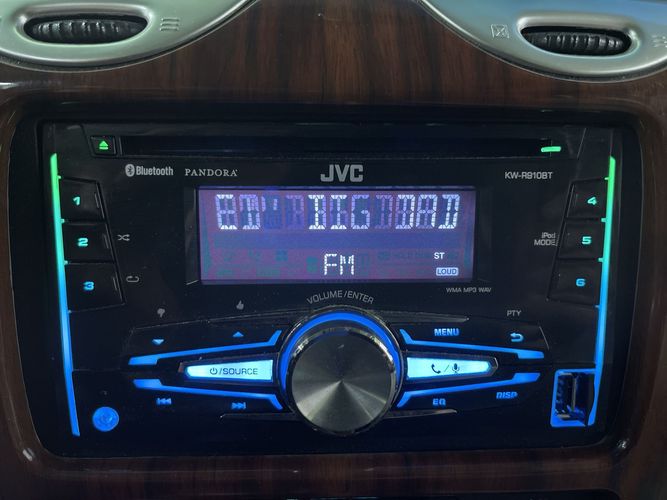 Bluetooth PANDORA JVC KW-R910BT
1 4
2 iPod MODE 5
3 6
FM ST LOUD
WMA MP3 WAV
VOLUME/ENTER PTY
MENU
/SOURCE /
EQ DISP